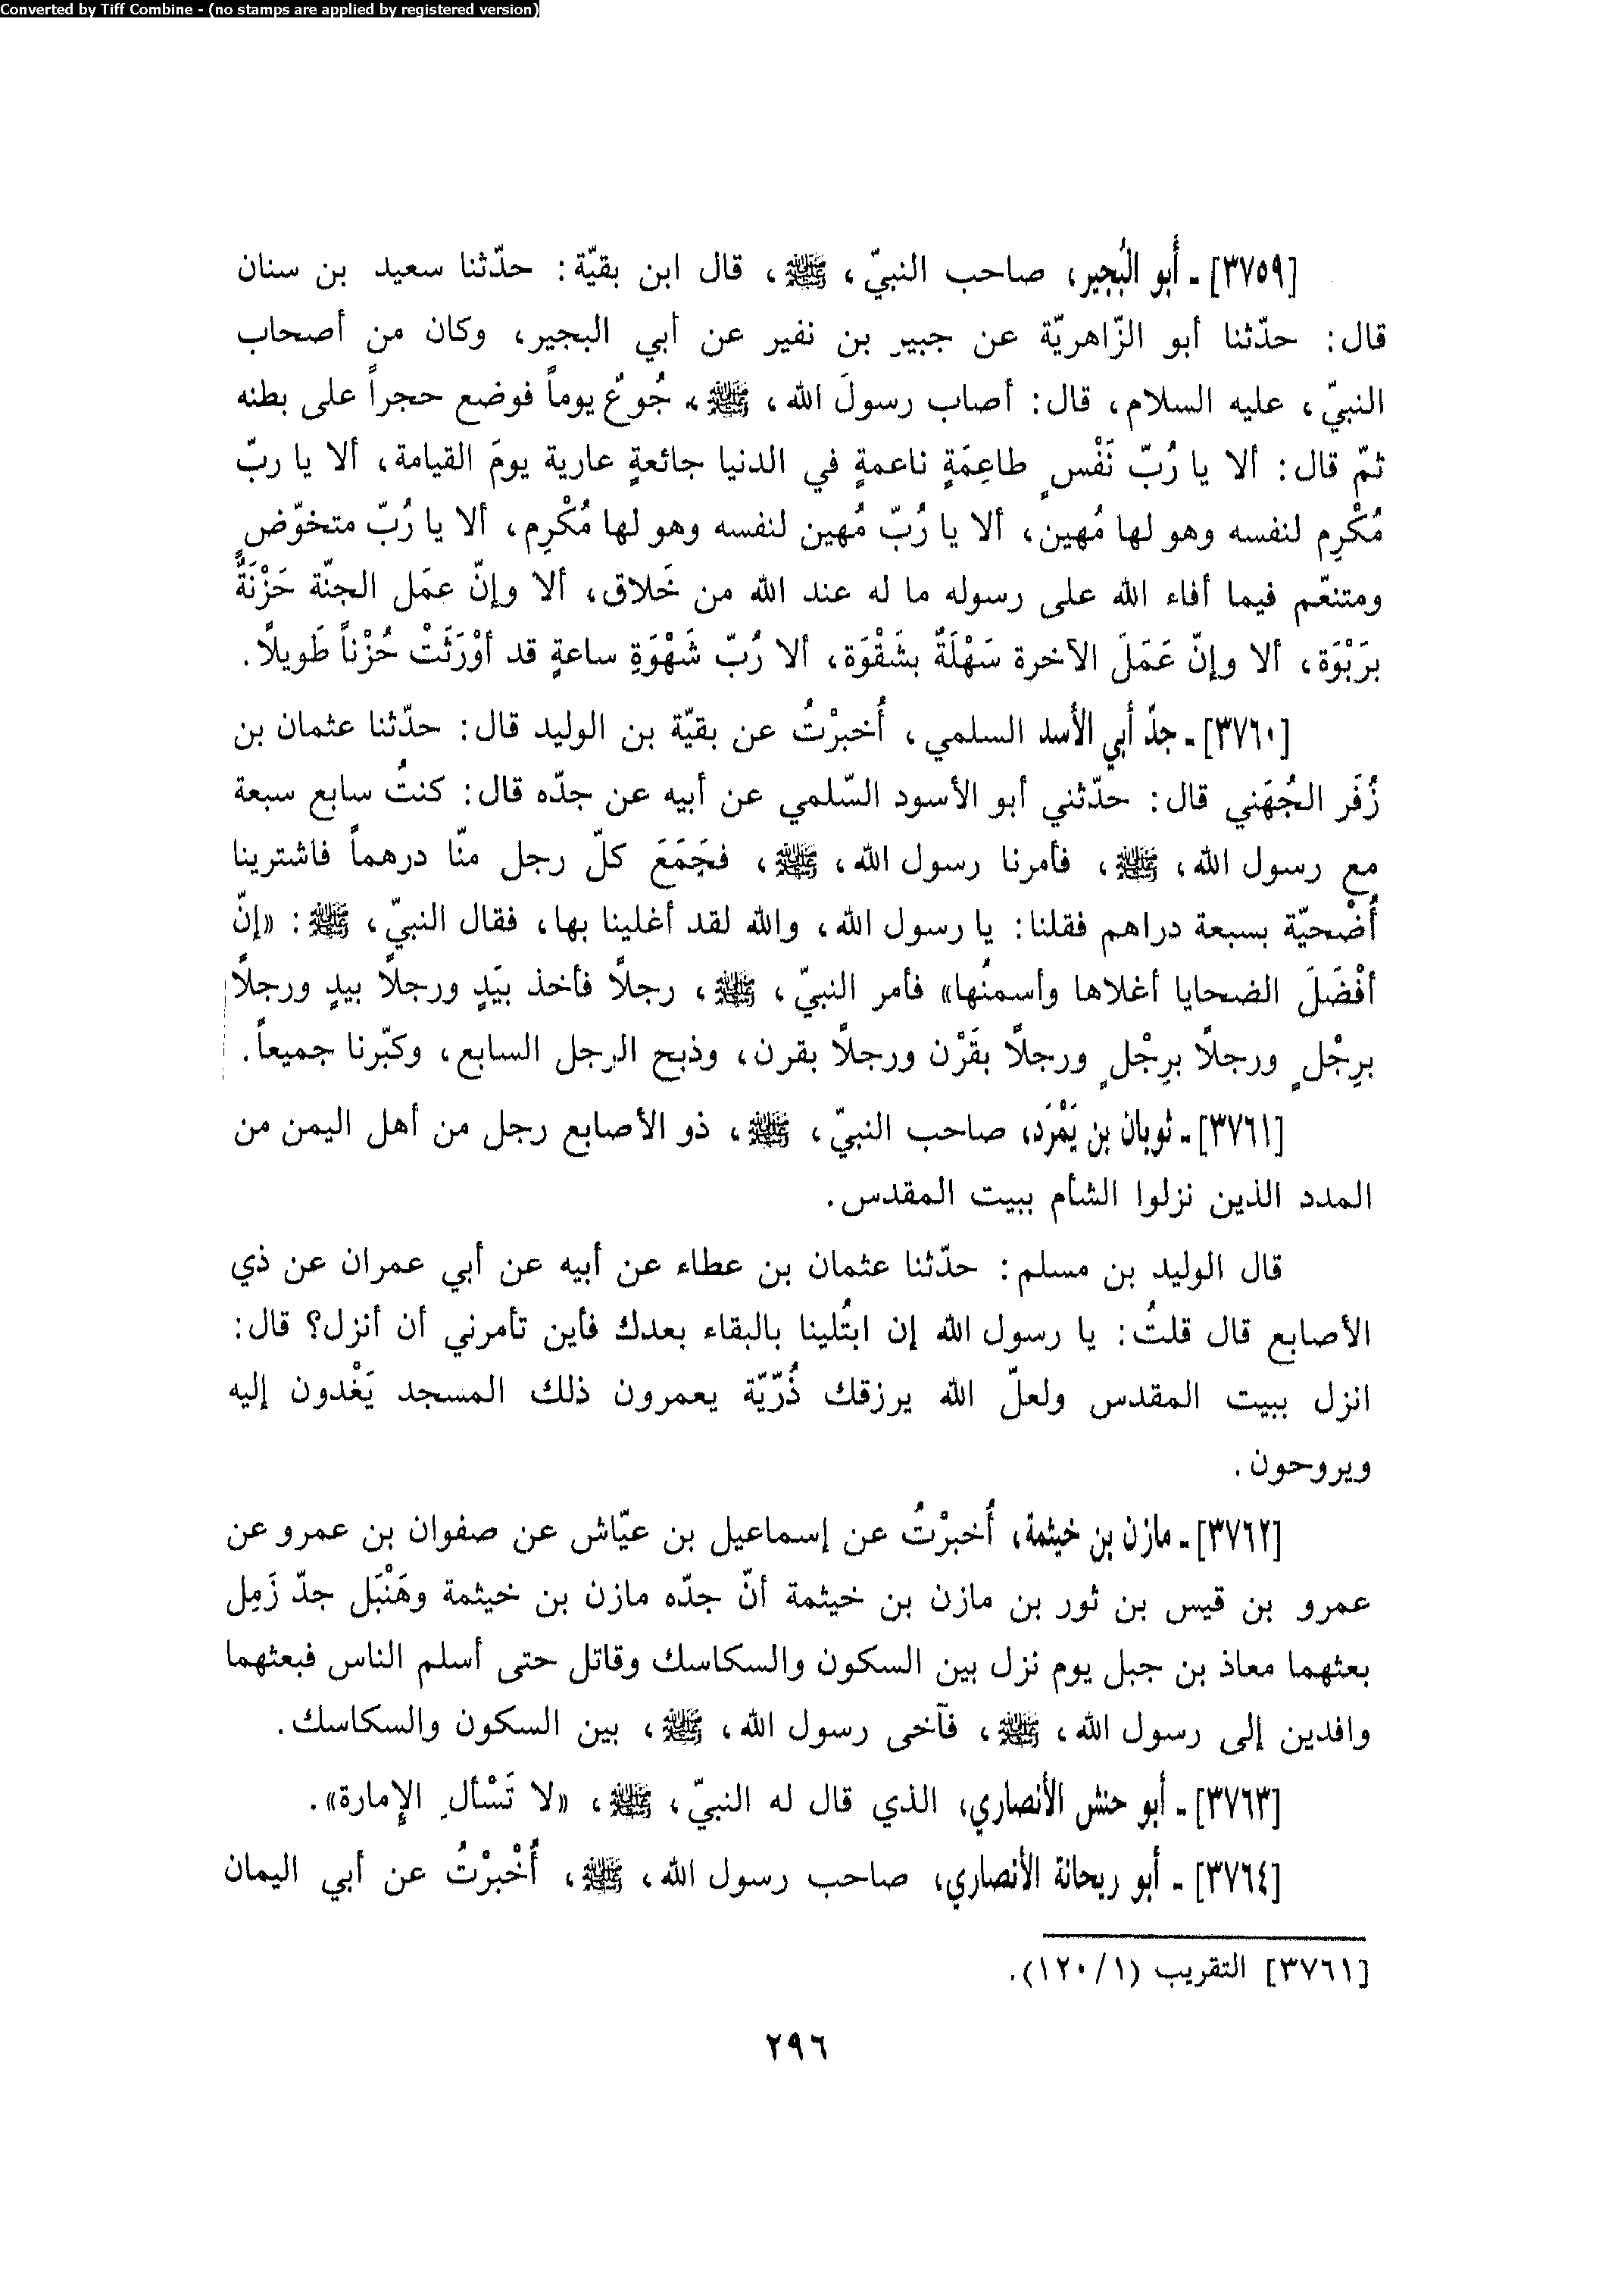 Converted by Tiff Combine - (no stamps are applied by registered version)
[٣٧٥٩] - أَبو البُجير، صاحب النبيّ، ﷺ، قال ابن بقيّة: حدّثنا سعيد بن سنان
قال: حدّثنا أبو الزّاهريّة عن جبير بن نفير عن أبي البجير، وكان من أصحاب
النبيّ، عليه السلام، قال: أصاب رسولَ الله، ﷺ، جُوعٌ يوماً فوضع حجراً على بطنه
ثمّ قال: ألا يا رُبّ نَفْسٍ طاعِمَةٍ ناعمةٍ في الدنيا جائعةٍ عارية يومَ القيامة، ألا يا ربّ
مُكْرِم لنفسه وهو لها مُهين، ألا يا رُبّ مُهين لنفسه وهو لها مُكْرِم، ألا يا رُبّ متخوّضٍ
ومتنعّم فيما أفاء الله على رسوله ما له عند الله من خَلاق، ألا وإنّ عمَل الجنّة حَزْنَةٌ
برَبْوَة، ألا وإنّ عَمَلَ الآخرة سَهْلَةٌ بشَقْوَة، ألا رُبّ شَهْوَةِ ساعةٍ قد أوْرَثَتْ حُزْناً طَويلًا.
[٣٧٦٠] - جدّ أبي الأسد السلمي، أُخبرْتُ عن بقيّة بن الوليد قال: حدّثنا عثمان بن
زُفَر الجُهَني قال: حدّثني أبو الأسود السّلمي عن أبيه عن جدّه قال: كنتُ سابع سبعة
مع رسول الله، ﷺ، فأمرنا رسول الله، ﷺ، فجَمَعَ كلّ رجل منّا درهماً فاشترينا
أُضْحيّة بسبعة دراهم فقلنا: يا رسول الله، والله لقد أغلينا بها، فقال النبيّ، ﷺ: «إنّ
أفْضَلَ الضحايا أغلاها وأسمنُها» فأمر النبيّ، ﷺ، رجلًا فأخذ بيَدٍ ورجلًا بيدٍ ورجلًا
برِجْلٍ ورجلًا برِجْلٍ ورجلًا بقَرْن ورجلًا بقرن، وذبح الرجل السابع، وكبّرنا جميعاً.
[٣٧٦١] - ثوبان بن يَمْرَد، صاحب النبيّ، ﷺ، ذو الأصابع رجل من أهل اليمن من
المدد الذين نزلوا الشأم ببيت المقدس.
قال الوليد بن مسلم: حدّثنا عثمان بن عطاء عن أبيه عن أبي عمران عن ذي
الأصابع قال قلتُ: يا رسول الله إن ابتُلينا بالبقاء بعدك فأين تأمرني أن أنزل؟ قال:
انزل ببيت المقدس ولعلّ الله يرزقك ذُرّيّة يعمرون ذلك المسجد يَغْدون إليه
ويروحون.
[٣٧٦٢] - مازن بن خيثمة، أُخبرْتُ عن إسماعيل بن عيّاش عن صفوان بن عمرو عن
عمرو بن قيس بن ثور بن مازن بن خيثمة أنّ جدّه مازن بن خيثمة وهَنْبَل جدّ زَمِل
بعثهما معاذ بن جبل يوم نزل بين السكون والسكاسك وقاتل حتى أسلم الناس فبعثهما
وافدين إلى رسول الله، ﷺ، فآخى رسول الله، ﷺ، بين السكون والسكاسك.
[٣٧٦٣] - أبو حنش الأنصاري، الذي قال له النبيّ، ﷺ، «لا تَسْألِ الإمارة».
[٣٧٦٤] - أبو ريحانة الأنصاري، صاحب رسول الله، ﷺ، أُخْبرْتُ عن أبي اليمان
[٣٧٦١] التقريب (١/ ١٢٠).
٢٩٦